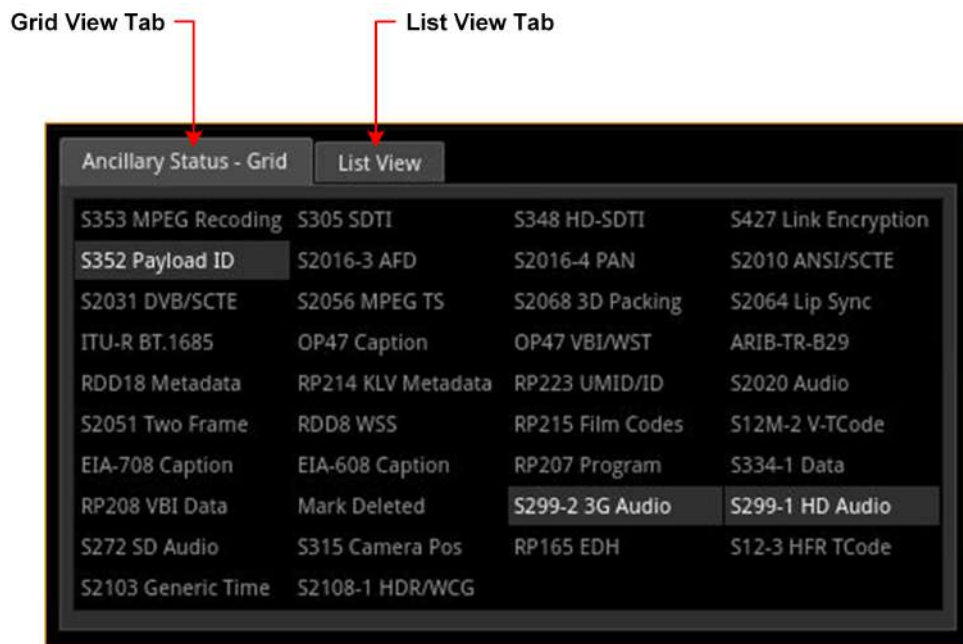 Grid View Tab List View Tab
Ancillary Status - Grid List View
S353 MPEG Recoding S305 SDTI S348 HD-SDTI S427 Link Encryption
S352 Payload ID S2016-3 AFD S2016-4 PAN S2010 ANSI/SCTE
S2031 DVB/SCTE S2056 MPEG TS S2068 3D Packing S2064 Lip Sync
ITU-R BT.1685 OP47 Caption OP47 VBI/WST ARIB-TR-B29
RDD18 Metadata RP214 KLV Metadata RP223 UMID/ID S2020 Audio
S2051 Two Frame RDD8 WSS RP215 Film Codes S12M-2 V-TCode
EIA-708 Caption EIA-608 Caption RP207 Program S334-1 Data
RP208 VBI Data Mark Deleted S299-2 3G Audio S299-1 HD Audio
S272 SD Audio S315 Camera Pos RP165 EDH S12-3 HFR TCode
S2103 Generic Time S2108-1 HDR/WCG